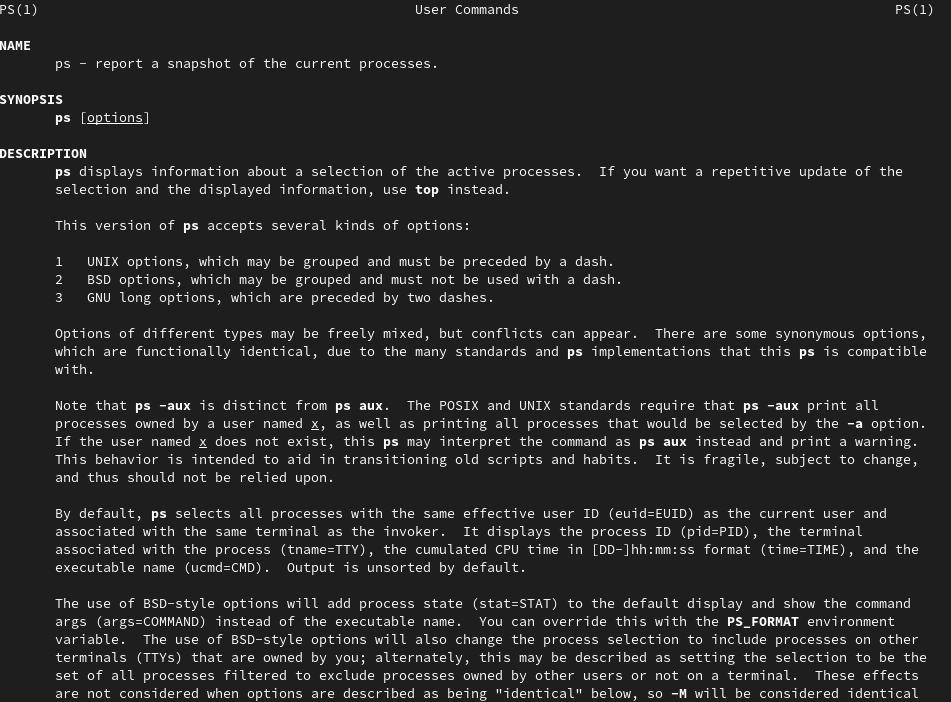 PS(1) User Commands PS(1)
NAME
ps - report a snapshot of the current processes.
SYNOPSIS
ps [options]
DESCRIPTION
ps displays information about a selection of the active processes.  If you want a repetitive update of the
selection and the displayed information, use top instead.
This version of ps accepts several kinds of options:
1   UNIX options, which may be grouped and must be preceded by a dash.
2   BSD options, which may be grouped and must not be used with a dash.
3   GNU long options, which are preceded by two dashes.
Options of different types may be freely mixed, but conflicts can appear.  There are some synonymous options,
which are functionally identical, due to the many standards and ps implementations that this ps is compatible
with.
Note that ps -aux is distinct from ps aux.  The POSIX and UNIX standards require that ps -aux print all
processes owned by a user named x, as well as printing all processes that would be selected by the -a option.
If the user named x does not exist, this ps may interpret the command as ps aux instead and print a warning.
This behavior is intended to aid in transitioning old scripts and habits.  It is fragile, subject to change,
and thus should not be relied upon.
By default, ps selects all processes with the same effective user ID (euid=EUID) as the current user and
associated with the same terminal as the invoker.  It displays the process ID (pid=PID), the terminal
associated with the process (tname=TTY), the cumulated CPU time in [DD-]hh:mm:ss format (time=TIME), and the
executable name (ucmd=CMD).  Output is unsorted by default.
The use of BSD-style options will add process state (stat=STAT) to the default display and show the command
args (args=COMMAND) instead of the executable name.  You can override this with the PS_FORMAT environment
variable.  The use of BSD-style options will also change the process selection to include processes on other
terminals (TTYs) that are owned by you; alternately, this may be described as setting the selection to be the
set of all processes filtered to exclude processes owned by other users or not on a terminal.  These effects
are not considered when options are described as being "identical" below, so -M will be considered identical